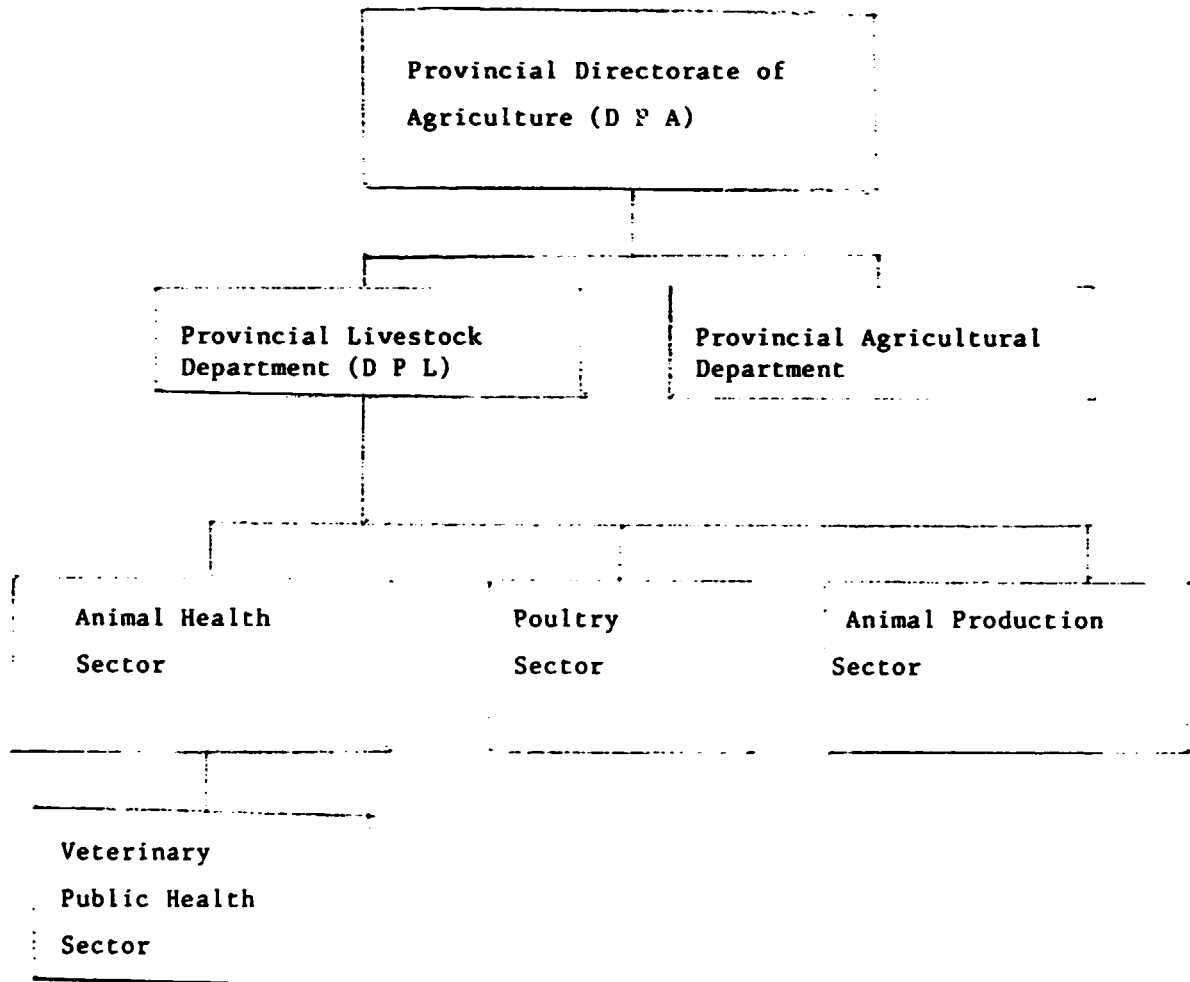 Provincial Directorate of
Agriculture (D P A)
Provincial Livestock
Department (D P L)
Provincial Agricultural
Department
Animal Health
Sector
Poultry
Sector
Animal Production
Sector
Veterinary
Public Health
Sector